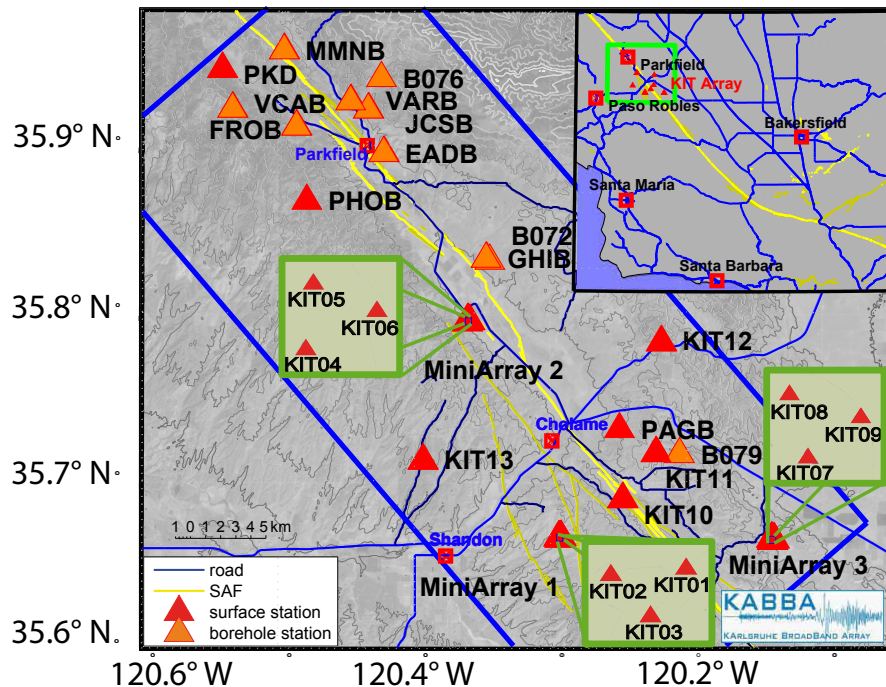 MMNB
PKD
B076
VCAB
VARB
FROB
JCSB
Parkfield
EADB
PHOB
B072
GHIB
KIT05
KIT06
KIT04
MiniArray 2
KIT12
Cholame
PAGB
B079
KIT13
KIT11
KIT10
KIT08
KIT09
KIT07
Shandon
MiniArray 1
MiniArray 3
KIT02
KIT01
KIT03
Parkfield
KIT Array
Paso Robles
Bakersfield
Santa Maria
Santa Barbara
1 0 1 2 3 4 5 km
road
SAF
surface station
borehole station
KABBA
KARLSRUHE BROADBAND ARRAY
35.9° N
35.8° N
35.7° N
35.6° N
120.6° W
120.4° W
120.2° W